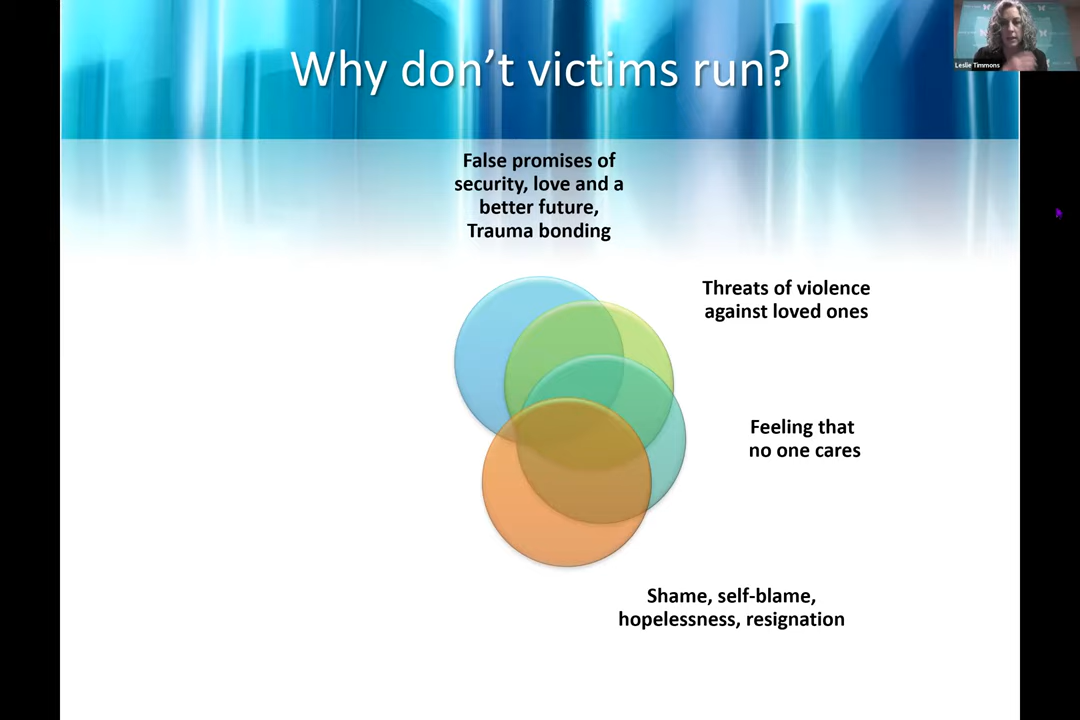 Why don’t victims run?
Leslie Timmons
False promises of
security, love and a
better future,
Trauma bonding
Threats of violence
against loved ones
Feeling that
no one cares
Shame, self-blame,
hopelessness, resignation